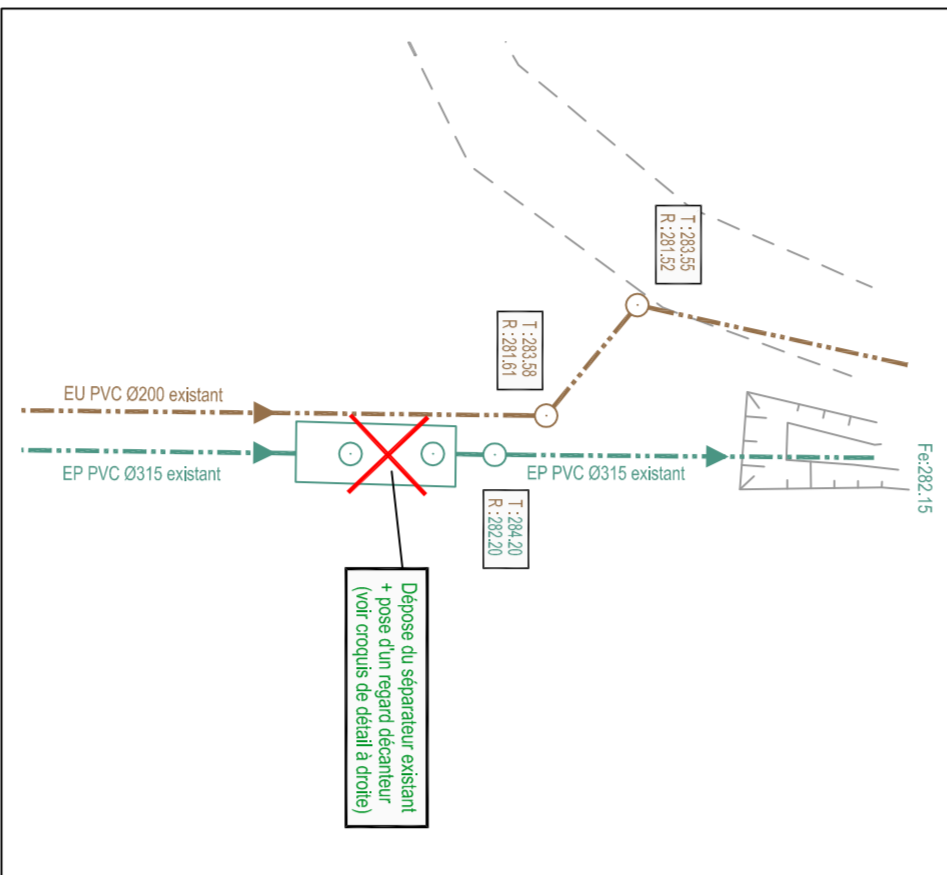 T :283.55
R :281.52
T :283.58
R :281.61
EU PVC Ø200 existant
EP PVC Ø315 existant
EP PVC Ø315 existant
Fe:282.15
T :284.20
R :282.20
Dépose du séparateur existant
+ pose d'un regard décanteur
(voir croquis de détail à droite)